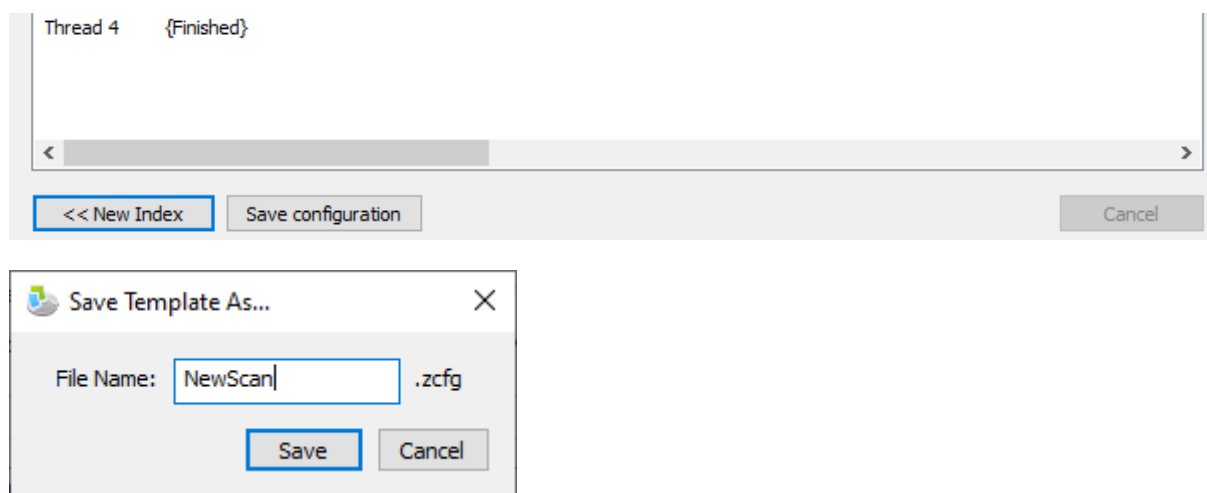 Thread 4 {Finished}
<< New Index Save configuration Cancel
Save Template As...
File Name: NewScan .zcfg
Save Cancel